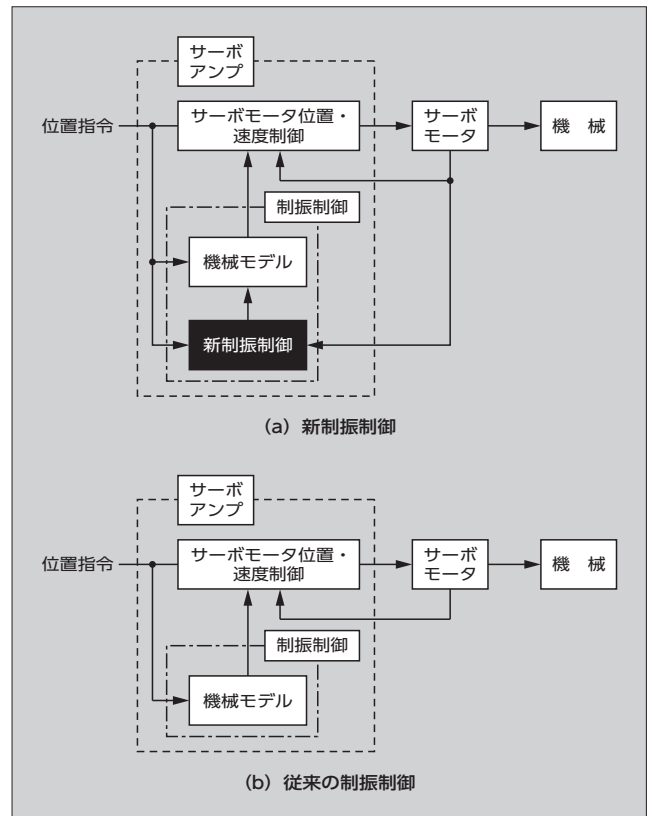 サーボ
アンプ
位置指令
サーボモータ位置・
速度制御
サーボ
モータ
機　械
制振制御
機械モデル
新制振制御
(a) 新制振制御
サーボ
アンプ
位置指令
サーボモータ位置・
速度制御
サーボ
モータ
機　械
制振制御
機械モデル
(b) 従来の制振制御